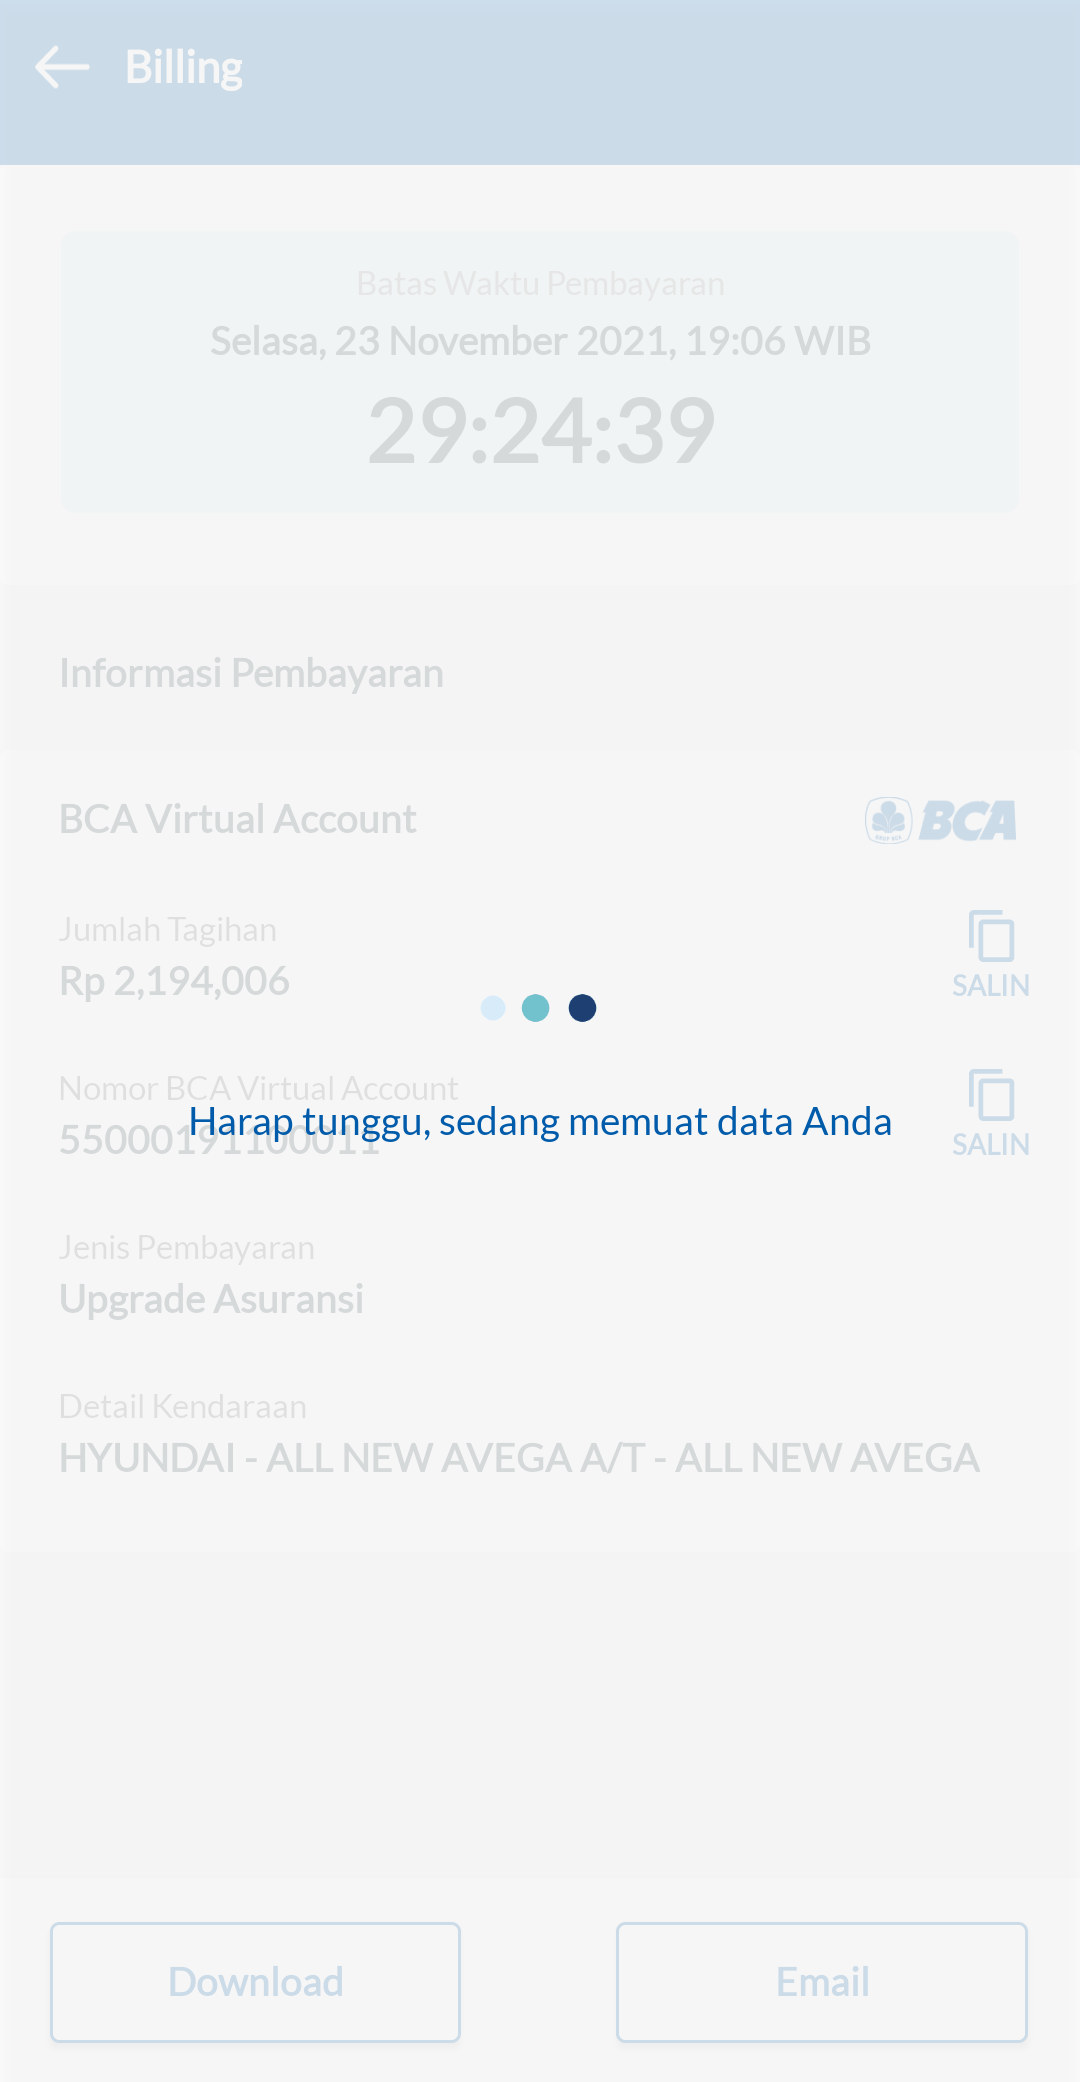 Billing
Batas Waktu Pembayaran
Selasa, 23 November 2021, 19:06 WIB
29:24:39
Informasi Pembayaran
BCA Virtual Account
BCA
Jumlah Tagihan
Rp 2,194,006
SALIN
Nomor BCA Virtual Account
Harap tunggu, sedang memuat data Anda
55000191100011
SALIN
Jenis Pembayaran
Upgrade Asuransi
Detail Kendaraan
HYUNDAI - ALL NEW AVEGA A/T - ALL NEW AVEGA
Download
Email